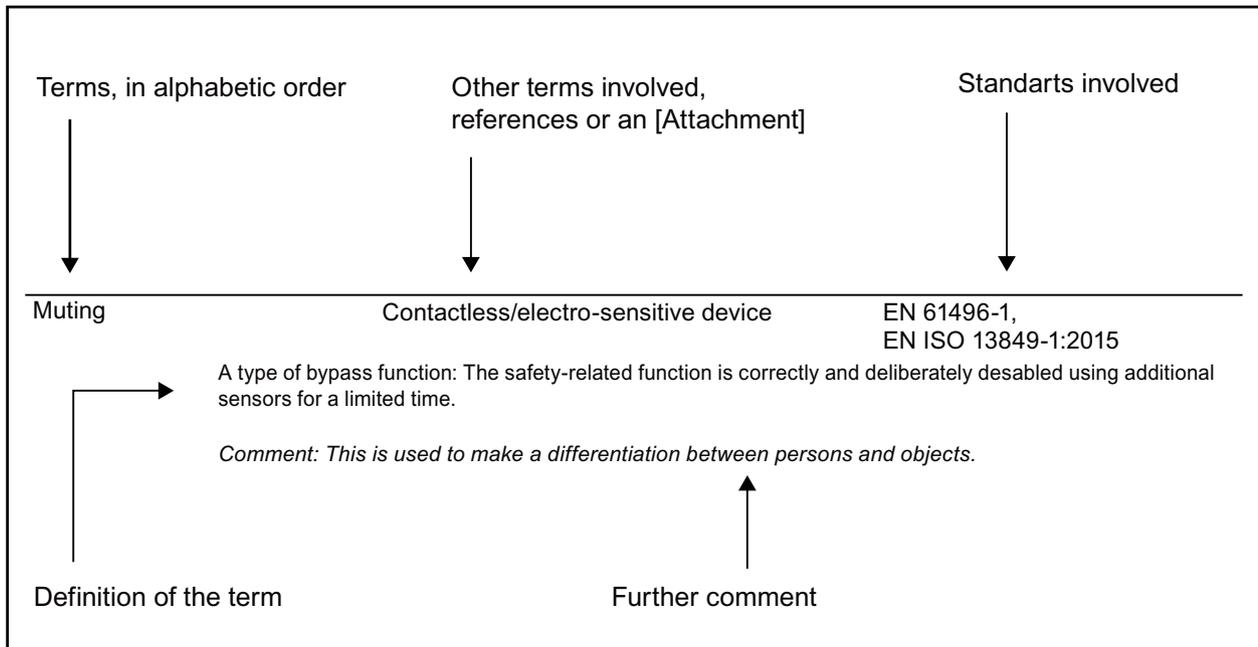 Terms, in alphabetic order
Other terms involved,
references or an [Attachment]
Standarts involved
Muting
Contactless/electro-sensitive device
EN 61496-1,
EN ISO 13849-1:2015
A type of bypass function: The safety-related function is correctly and deliberately desabled using additional
sensors for a limited time.
Comment: This is used to make a differentiation between persons and objects.
Definition of the term
Further comment